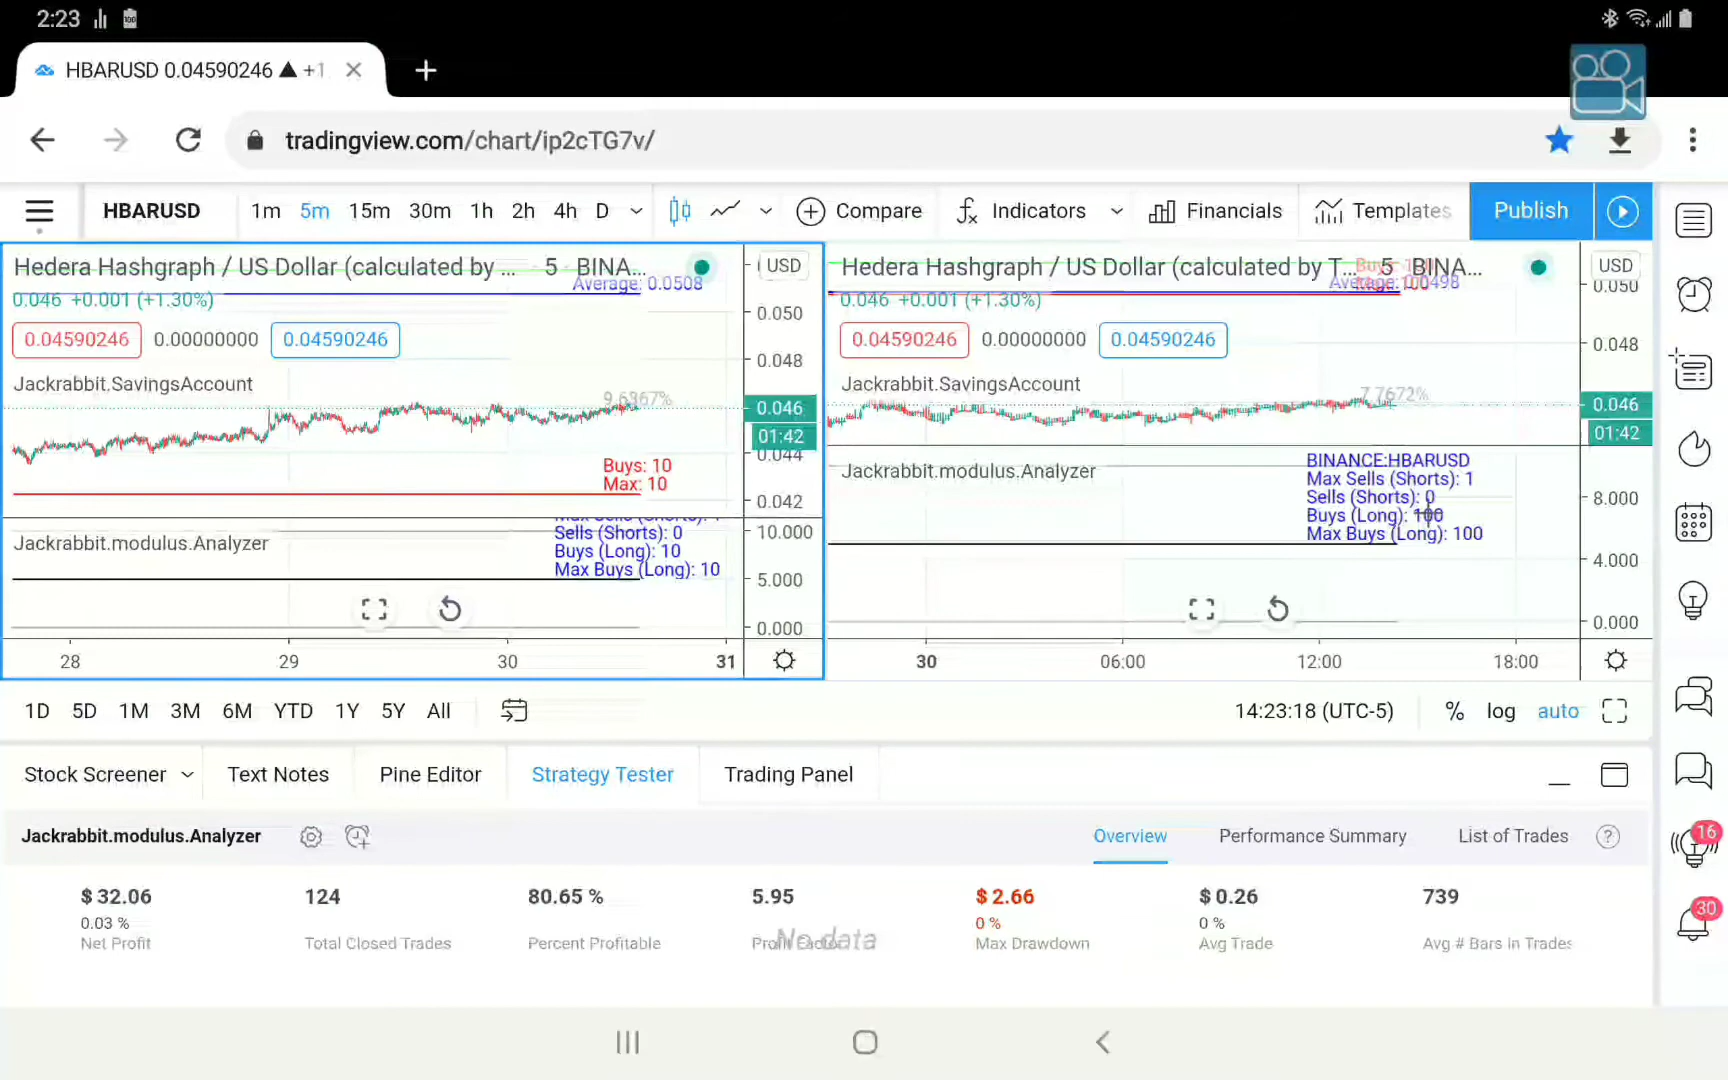 2:23
HBARUSD 0.04590246 ▲ +1
tradingview.com/chart/ip2cTG7v/
HBARUSD 1m 5m 15m 30m 1h 2h 4h D Compare Indicators Financials Templates Publish
Hedera Hashgraph / US Dollar (calculated by ... 5 BINA...
Average: 0.0508
0.046 +0.001 (+1.30%)
0.04590246 0.00000000 0.04590246
Jackrabbit.SavingsAccount
9.6367%
Buys: 10
Max: 10
USD
0.050
0.048
0.046
01:42
0.044
0.042
Jackrabbit.modulus.Analyzer
Max Sells (Shorts): 1
Sells (Shorts): 0
Buys (Long): 10
Max Buys (Long): 10
10.000
5.000
0.000
28 29 30 31
Hedera Hashgraph / US Dollar (calculated by T... 5 BINA...
Average: 0.0498
0.046 +0.001 (+1.30%)
0.04590246 0.00000000 0.04590246
Jackrabbit.SavingsAccount
7.7672%
USD
0.050
0.048
0.046
01:42
Jackrabbit.modulus.Analyzer
BINANCE:HBARUSD
Max Sells (Shorts): 1
Sells (Shorts): 0
Buys (Long): 100
Max Buys (Long): 100
8.000
4.000
0.000
30 06:00 12:00 18:00
1D 5D 1M 3M 6M YTD 1Y 5Y All 14:23:18 (UTC-5) % log auto
Stock Screener Text Notes Pine Editor Strategy Tester Trading Panel
Jackrabbit.modulus.Analyzer Overview Performance Summary List of Trades ?
16
30
$ 32.06 124 80.65 % 5.95 $ 2.66 $ 0.26 739
0.03 % 0 % 0 %
Net Profit Total Closed Trades Percent Profitable Profit Factor No data Max Drawdown Avg Trade Avg # Bars In Trades